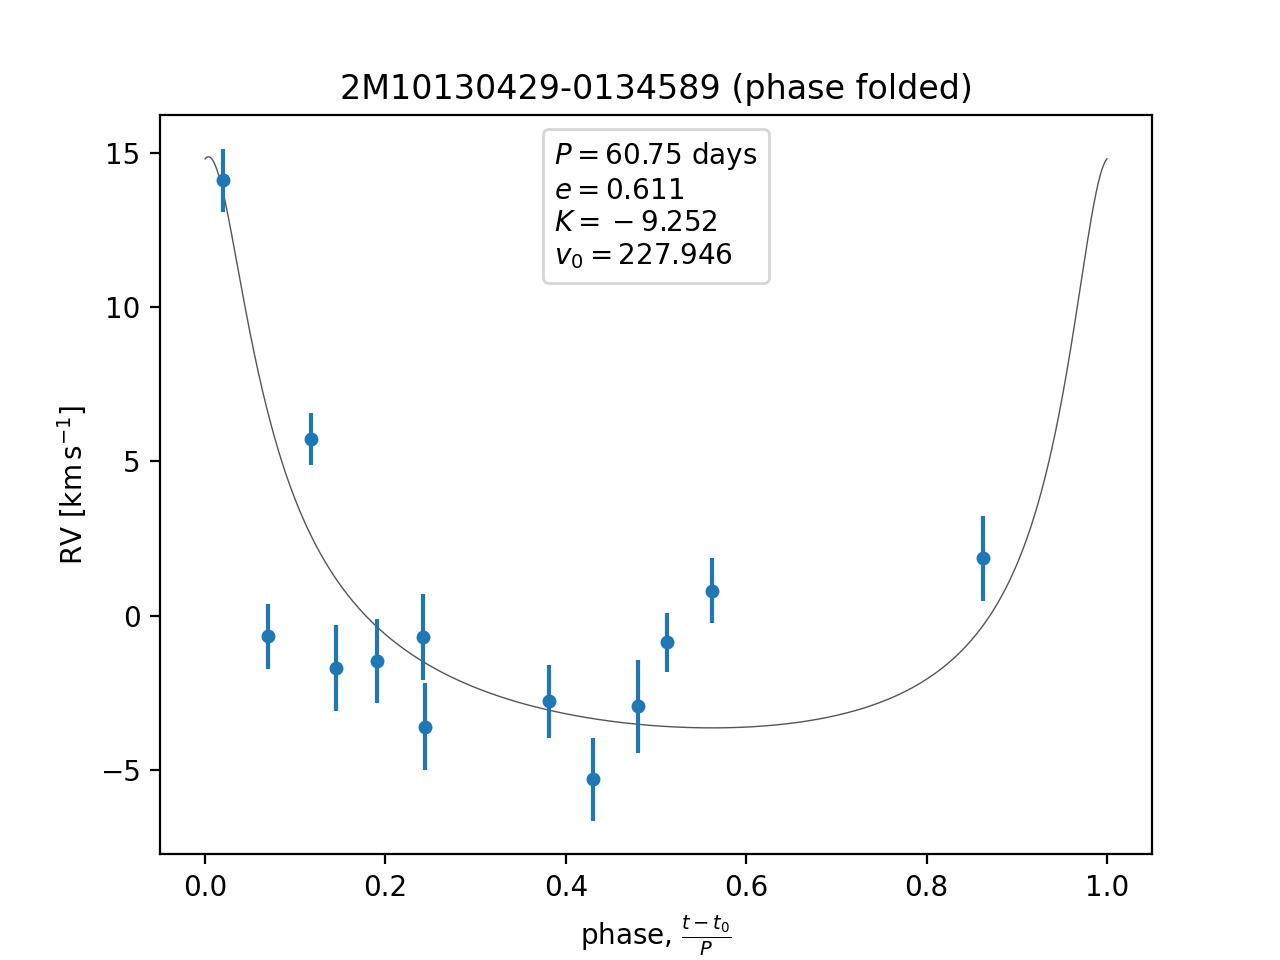 2M10130429-0134589 (phase folded)
P = 60.75 days
e = 0.611
K = −9.252
v₀ = 227.946
15
10
5
0
−5
RV [km s⁻¹]
0.0 0.2 0.4 0.6 0.8 1.0
phase, (t − t₀)/P